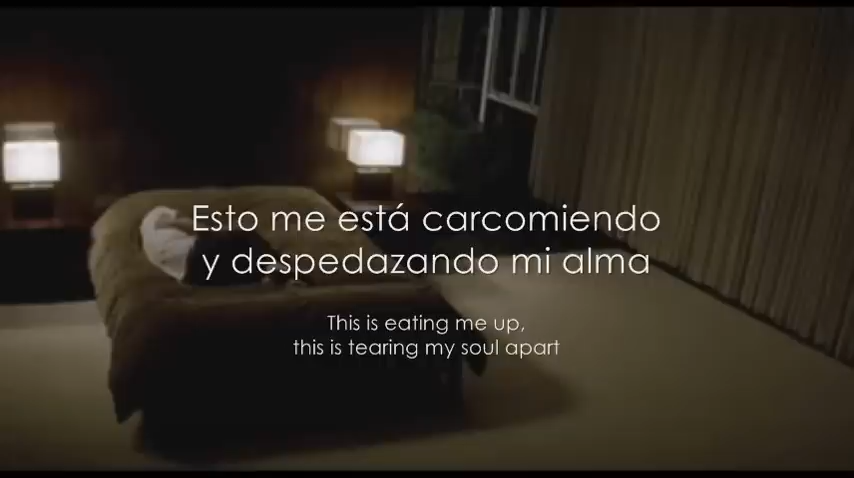 Esto me está carcomiendo
y despedazando mi alma
This is eating me up,
this is tearing my soul apart